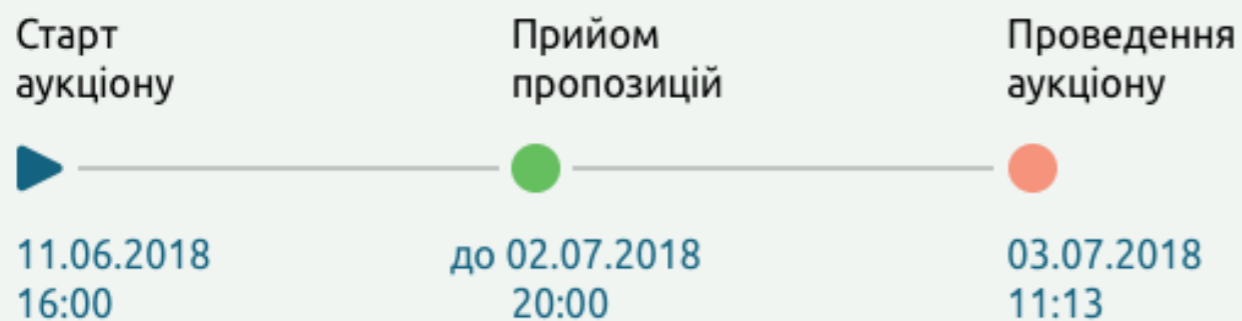 Старт
аукціону
Прийом
пропозицій
Проведення
аукціону
11.06.2018
16:00
до 02.07.2018
20:00
03.07.2018
11:13